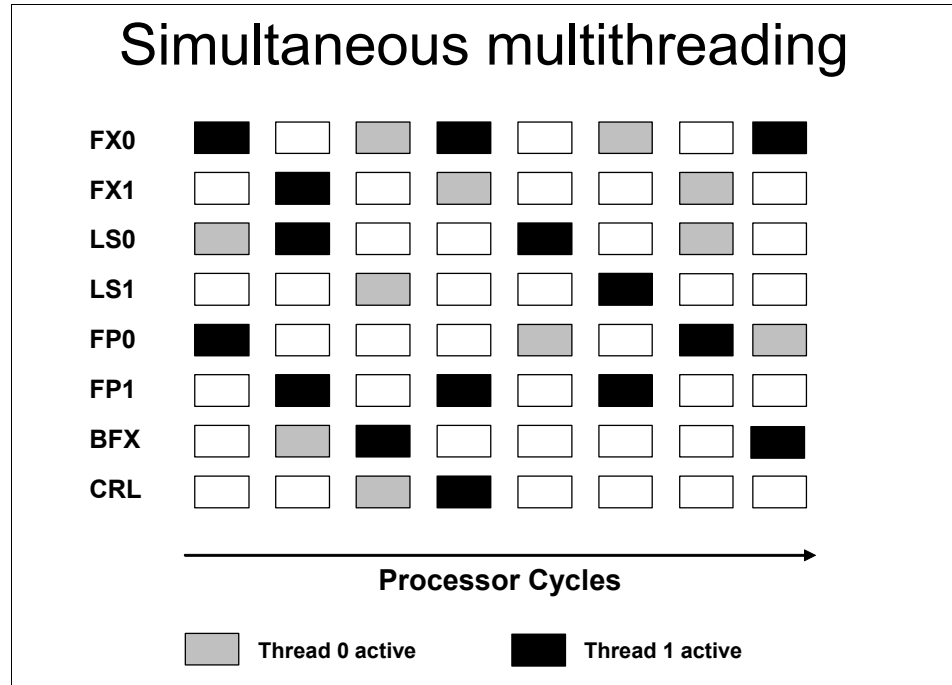 Simultaneous multithreading
FX0
FX1
LS0
LS1
FP0
FP1
BFX
CRL
Processor Cycles
Thread 0 active
Thread 1 active